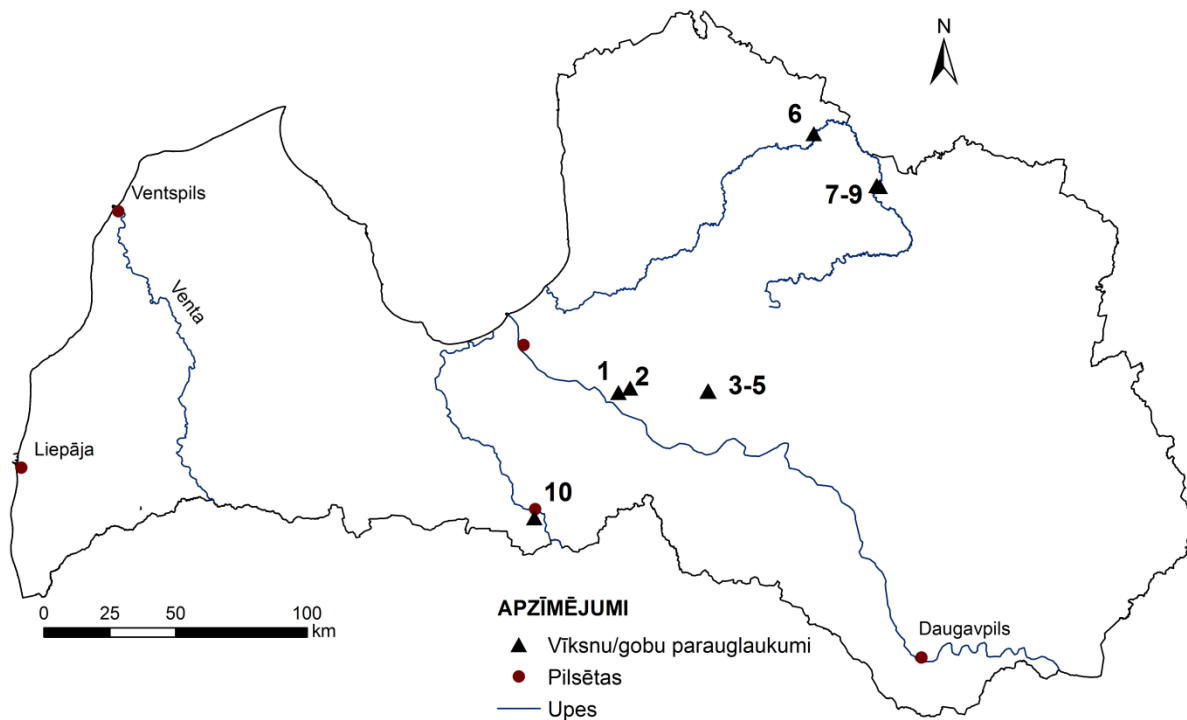 N
6
Ventspils
7-9
Venta
1
2
3-5
Liepāja
10
0 25 50 100
km
APZĪMĒJUMI
Vīksnu/gobu parauglaukumi
Pilsētas
Upes
Daugavpils